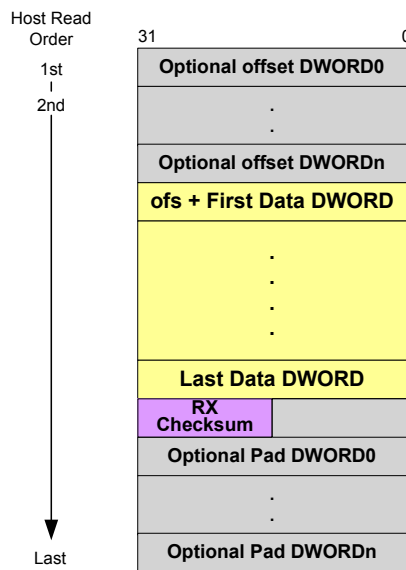 Host Read
Order
31
0
1st
2nd
Optional offset DWORD0
.
.
Optional offset DWORDn
ofs + First Data DWORD
.
.
.
.
Last Data DWORD
RX
Checksum
Optional Pad DWORD0
.
.
Last
Optional Pad DWORDn